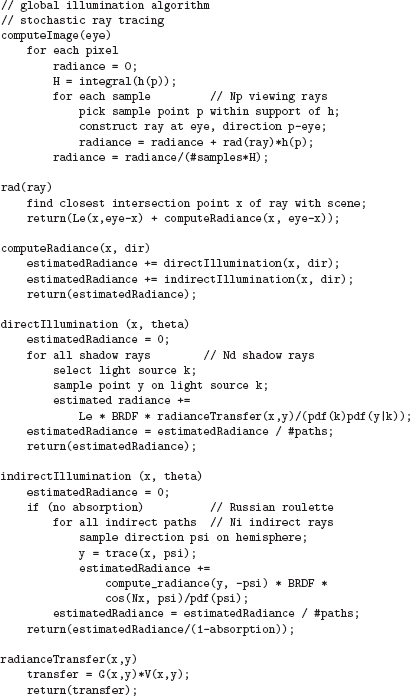 // global illumination algorithm
// stochastic ray tracing
computeImage(eye)
    for each pixel
        radiance = 0;
        H = integral(h(p));
        for each sample         // Np viewing rays
            pick sample point p within support of h;
            construct ray at eye, direction p-eye;
            radiance = radiance + rad(ray)*h(p);
        radiance = radiance/(#samples*H);

rad(ray)
    find closest intersection point x of ray with scene;
    return(Le(x,eye-x) + computeRadiance(x, eye-x));

computeRadiance(x, dir)
    estimatedRadiance += directIllumination(x, dir);
    estimatedRadiance += indirectIllumination(x, dir);
    return(estimatedRadiance);

directIllumination (x, theta)
    estimatedRadiance = 0;
    for all shadow rays        // Nd shadow rays
        select light source k;
        sample point y on light source k;
        estimated radiance +=
            Le * BRDF * radianceTransfer(x,y)/(pdf(k)pdf(y|k));
    estimatedRadiance = estimatedRadiance / #paths;
    return(estimatedRadiance);

indirectIllumination (x, theta)
    estimatedRadiance = 0;
    if (no absorption)          // Russian roulette
        for all indirect paths  // Ni indirect rays
            sample direction psi on hemisphere;
            y = trace(x, psi);
            estimatedRadiance +=
                compute_radiance(y, -psi) * BRDF *
                cos(Nx, psi)/pdf(psi);
        estimatedRadiance = estimatedRadiance / #paths;
    return(estimatedRadiance/(1-absorption));

radianceTransfer(x,y)
    transfer = G(x,y)*V(x,y);
    return(transfer);